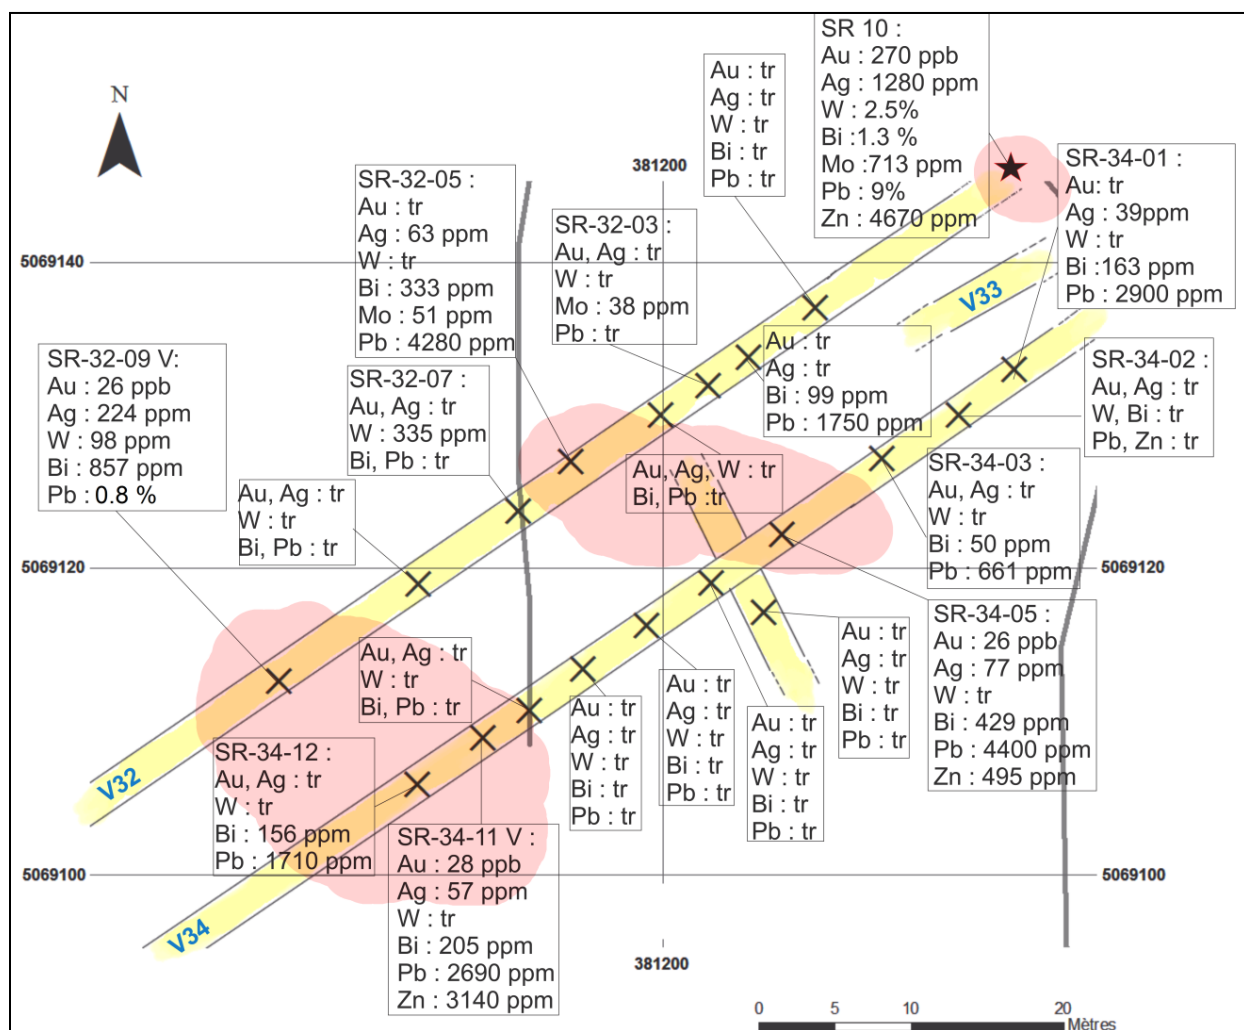 SR 10 :
Au : 270 ppb
Ag : 1280 ppm
W : 2.5%
Bi :1.3 %
Mo :713 ppm
Pb : 9%
Zn : 4670 ppm
Au : tr
Ag : tr
W : tr
Bi : tr
Pb : tr
N
381200
SR-34-01 :
Au: tr
Ag : 39ppm
W : tr
Bi :163 ppm
Pb : 2900 ppm
SR-32-05 :
Au : tr
Ag : 63 ppm
W : tr
Bi : 333 ppm
Mo : 51 ppm
Pb : 4280 ppm
SR-32-03 :
Au, Ag : tr
W : tr
Mo : 38 ppm
Pb : tr
5069140
V33
SR-32-09 V:
Au : 26 ppb
Ag : 224 ppm
W : 98 ppm
Bi : 857 ppm
Pb : 0.8 %
SR-32-07 :
Au, Ag : tr
W : 335 ppm
Bi, Pb : tr
Au : tr
Ag : tr
Bi : 99 ppm
Pb : 1750 ppm
SR-34-02 :
Au, Ag : tr
W, Bi : tr
Pb, Zn : tr
Au, Ag, W : tr
Bi, Pb :tr
SR-34-03 :
Au, Ag : tr
W : tr
Bi : 50 ppm
Pb : 661 ppm
Au, Ag : tr
W : tr
Bi, Pb : tr
5069120
5069120
SR-34-05 :
Au : 26 ppb
Ag : 77 ppm
W : tr
Bi : 429 ppm
Pb : 4400 ppm
Zn : 495 ppm
Au : tr
Ag : tr
W : tr
Bi : tr
Pb : tr
Au, Ag : tr
W : tr
Bi, Pb : tr
Au : tr
Ag : tr
W : tr
Bi : tr
Pb : tr
Au : tr
Ag : tr
W : tr
Bi : tr
Pb : tr
Au : tr
Ag : tr
W : tr
Bi : tr
Pb : tr
V32
SR-34-12 :
Au, Ag : tr
W : tr
Bi : 156 ppm
Pb : 1710 ppm
SR-34-11 V :
Au : 28 ppb
Ag : 57 ppm
W : tr
Bi : 205 ppm
Pb : 2690 ppm
Zn : 3140 ppm
5069100
5069100
V34
381200
0 5 10 20
Mètres